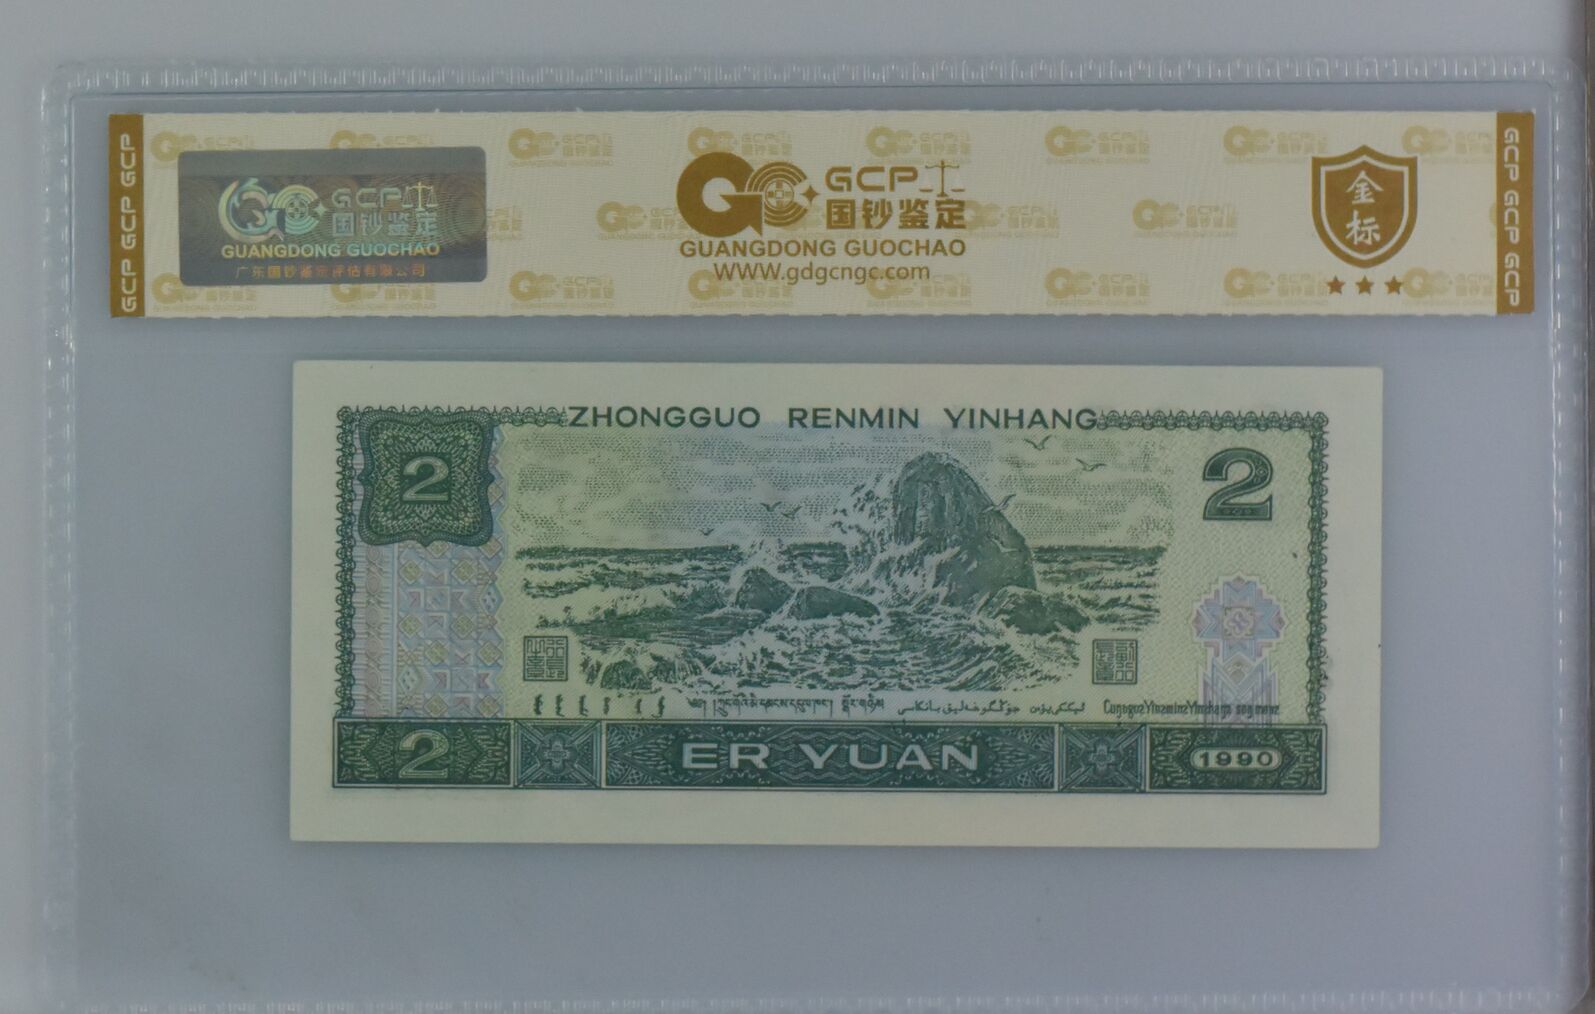 GCP GCP GCP
GCP
国钞鉴定
GUANGDONG GUOCHAO
广东国钞鉴定评估有限公司
GCP
国钞鉴定
GUANGDONG GUOCHAO
WWW.gdgcngc.com
金
标
GCP GCP GCP
ZHONGGUO RENMIN YINHANG
2
2
2
ER YUAN
1990